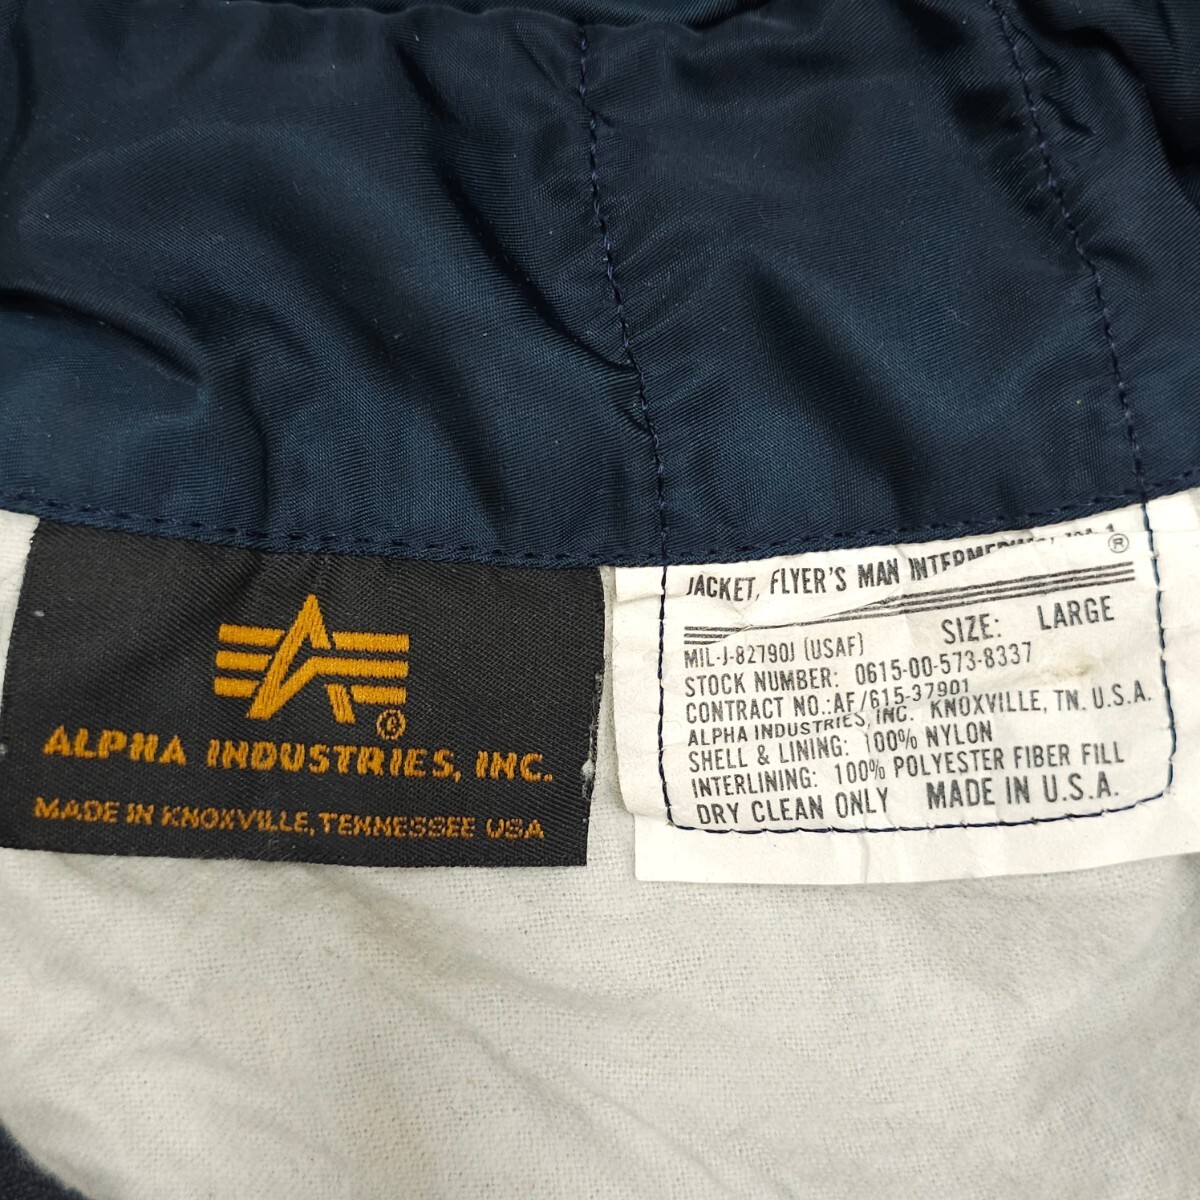 ®
ALPHA INDUSTRIES, INC.
MADE IN KNOXVILLE, TENNESSEE USA
JACKET, FLYER'S MAN
®
SIZE: LARGE
MIL-J-82790J (USAF)
STOCK NUMBER: 0615-00-573-8337
CONTRACT NO.:AF/615-37901
ALPHA INDUSTRIES, INC. KNOXVILLE, TN. U.S.A.
SHELL & LINING: 100% NYLON
INTERLINING: 100% POLYESTER FIBER FILL
DRY CLEAN ONLY MADE IN U.S.A.